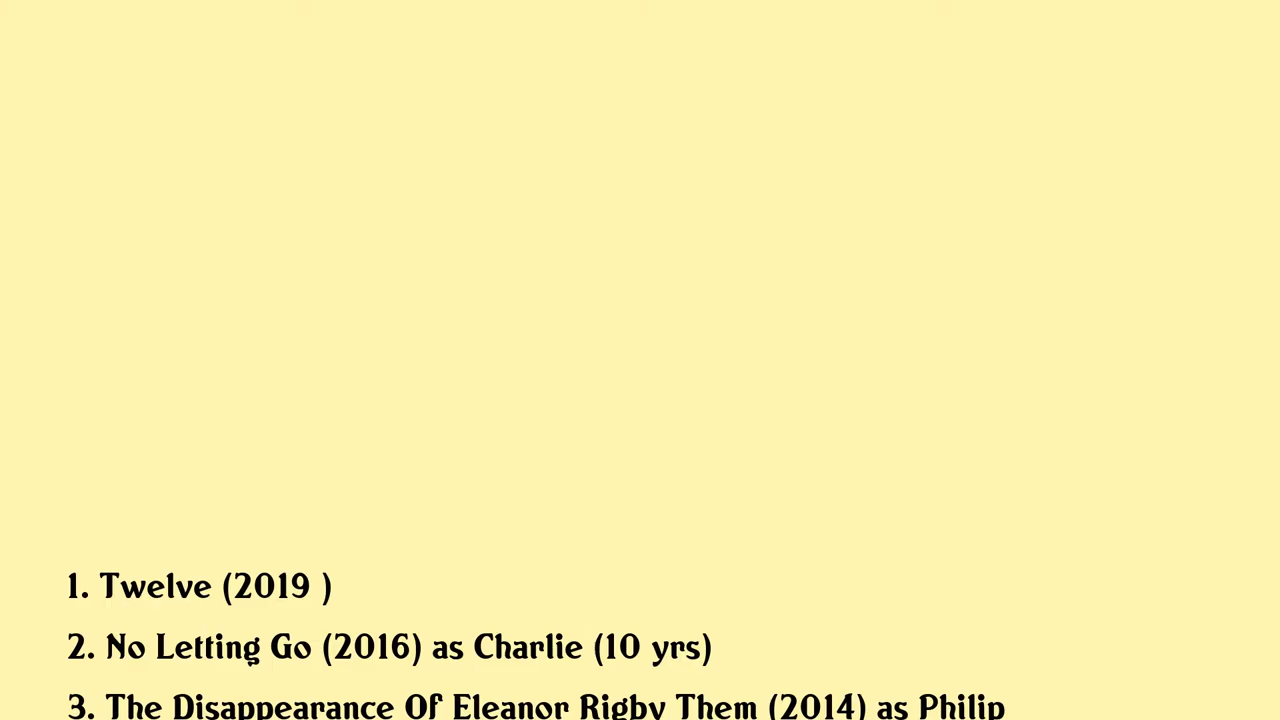 1. Twelve (2019 )
2. No Letting Go (2016) as Charlie (10 yrs)
3. The Disappearance Of Eleanor Rigby Them (2014) as Philip